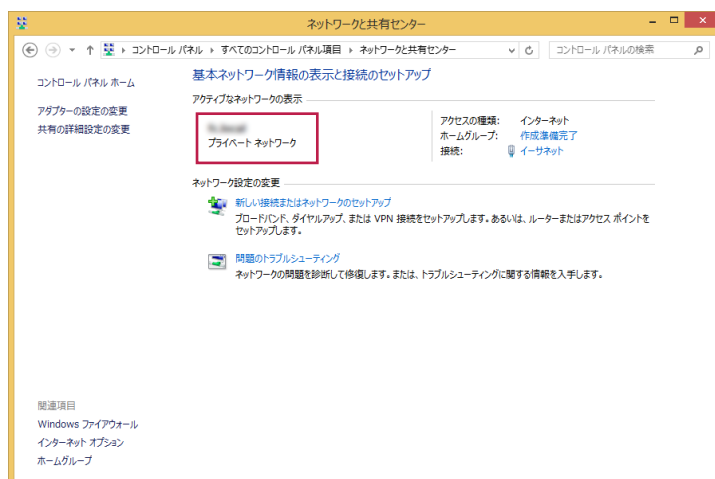 ネットワークと共有センター
コントロール パネル すべてのコントロール パネル項目 ネットワークと共有センター
コントロール パネルの検索
コントロール パネル ホーム
アダプターの設定の変更
共有の詳細設定の変更
基本ネットワーク情報の表示と接続のセットアップ
アクティブなネットワークの表示
プライベート ネットワーク
アクセスの種類: インターネット
ホームグループ: 作成準備完了
接続: イーサネット
ネットワーク設定の変更
新しい接続またはネットワークのセットアップ
ブロードバンド、ダイヤルアップ、または VPN 接続をセットアップします。あるいは、ルーターまたはアクセス ポイントを
セットアップします。
問題のトラブルシューティング
ネットワークの問題を診断して修復します。または、トラブルシューティングに関する情報を入手します。
関連項目
Windows ファイアウォール
インターネット オプション
ホームグループ